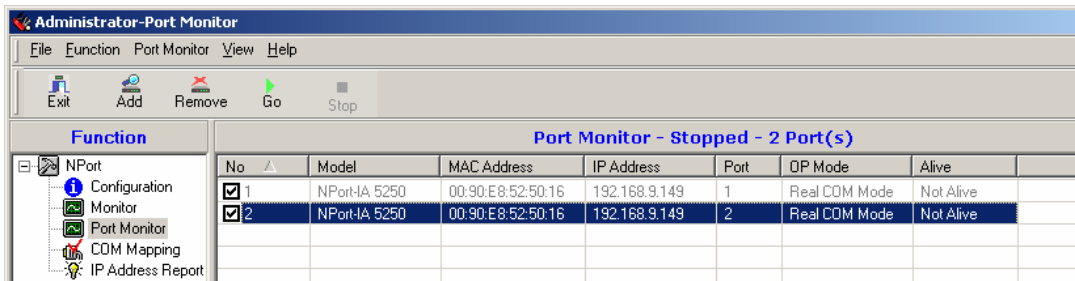 Administrator-Port Monitor
File Function Port Monitor View Help
Exit Add Remove Go Stop
Function Port Monitor - Stopped - 2 Port(s)
NPort No Model MAC Address IP Address Port OP Mode Alive
Configuration 1 NPort-IA 5250 00:90:E8:52:50:16 192.168.9.149 1 Real COM Mode Not Alive
Monitor 2 NPort-IA 5250 00:90:E8:52:50:16 192.168.9.149 2 Real COM Mode Not Alive
Port Monitor
COM Mapping
IP Address Report